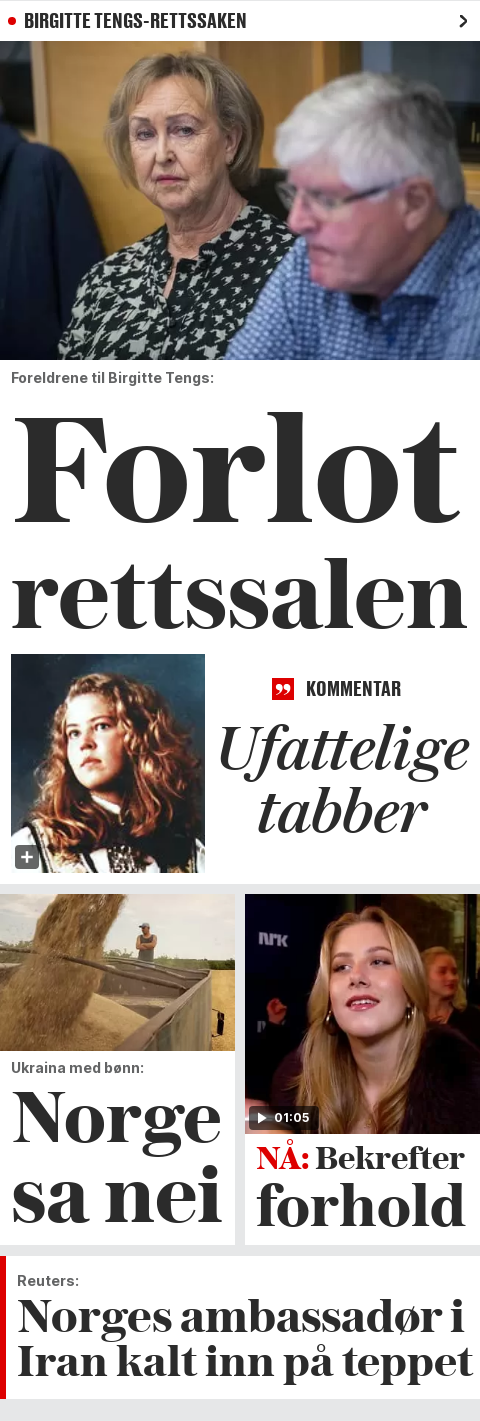 BIRGITTE TENGS-RETTSSAKEN
Foreldrene til Birgitte Tengs:
Forlot
rettssalen
KOMMENTAR
Ufattelige
tabber
Ukraina med bønn:
Norge
sa nei
NRK
01:05
NÅ: Bekrefter
forhold
Reuters:
Norges ambassadør i
Iran kalt inn på teppet